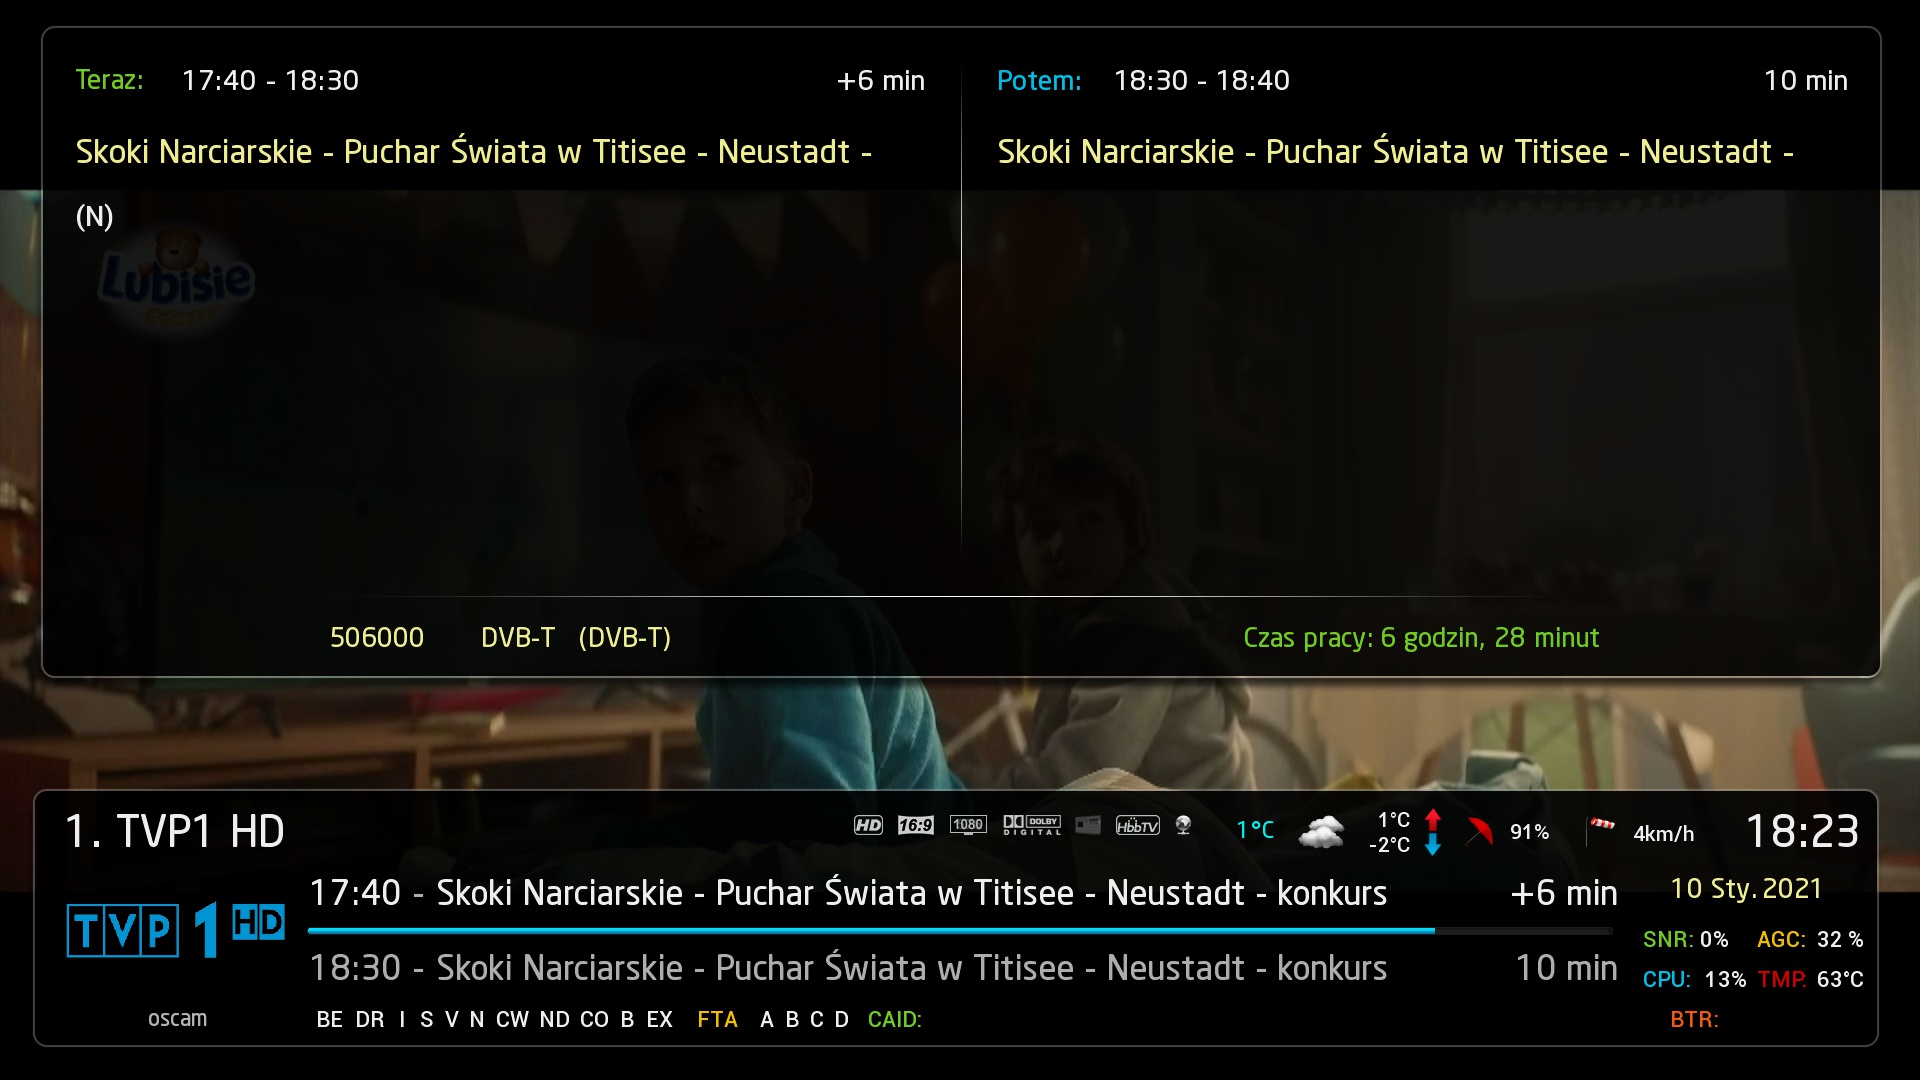 Teraz: 17:40 - 18:30 +6 min
Skoki Narciarskie - Puchar Świata w Titisee - Neustadt -
(N)
Lubisie
Potem: 18:30 - 18:40 10 min
Skoki Narciarskie - Puchar Świata w Titisee - Neustadt -
506000 DVB-T (DVB-T) Czas pracy: 6 godzin, 28 minut
1. TVP1 HD HD 16:9 1080 DOLBY DIGITAL HbbTV 1°C 1°C -2°C 91% 4km/h 18:23
17:40 - Skoki Narciarskie - Puchar Świata w Titisee - Neustadt - konkurs +6 min 10 Sty. 2021
TVP 1 HD
SNR: 0% AGC: 32 %
18:30 - Skoki Narciarskie - Puchar Świata w Titisee - Neustadt - konkurs 10 min
CPU: 13% TMP: 63°C
oscam BE DR I S V N CW ND CO B EX FTA A B C D CAID: BTR: